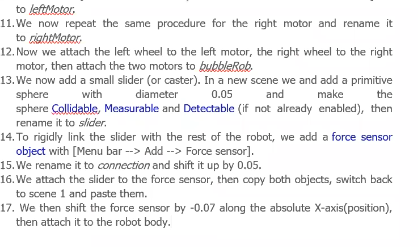 to leftMotor.
11. We now repeat the same procedure for the right motor and rename it
to rightMotor.
12. Now we attach the left wheel to the left motor, the right wheel to the right
motor, then attach the two motors to bubbleRob.
13. We now add a small slider (or caster). In a new scene we and add a primitive
sphere with diameter 0.05 and make the
sphere Collidable, Measurable and Detectable (if not already enabled), then
rename it to slider.
14. To rigidly link the slider with the rest of the robot, we add a force sensor
object with [Menu bar --> Add --> Force sensor].
15. We rename it to connection and shift it up by 0.05.
16. We attach the slider to the force sensor, then copy both objects, switch back
to scene 1 and paste them.
17. We then shift the force sensor by -0.07 along the absolute X-axis(position),
then attach it to the robot body.